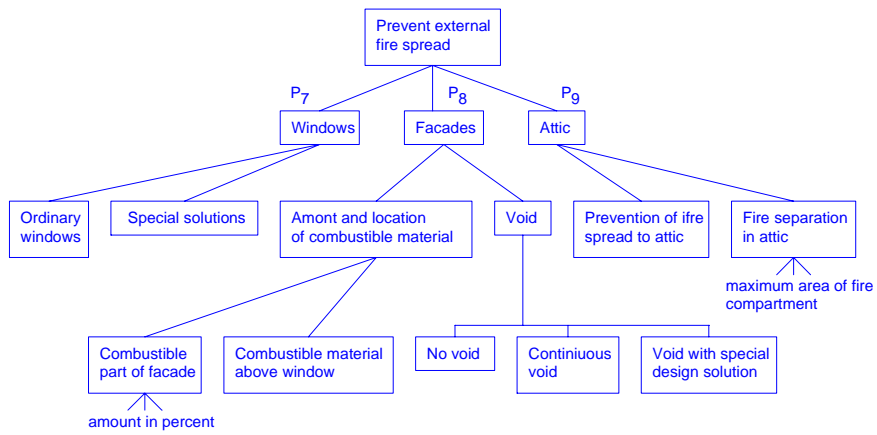 Prevent external
fire spread
P7
P8
P9
Windows
Facades
Attic
Ordinary
windows
Special solutions
Amont and location
of combustible material
Void
Prevention of ifre
spread to attic
Fire separation
in attic
maximum area of fire
compartment
Combustible
part of facade
Combustible material
above window
No void
Continiuous
void
Void with special
design solution
amount in percent